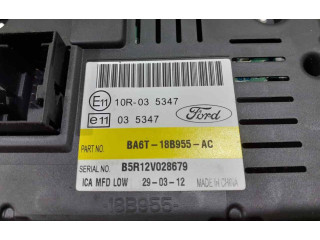 E11 10R-03 5347
e11 03 5347
Ford
PART NO. BA6T-18B955-AC
SERIAL NO. B5R12V028679
ICA MFD LOW 29-03-12 MADE IN CHINA
18B955-